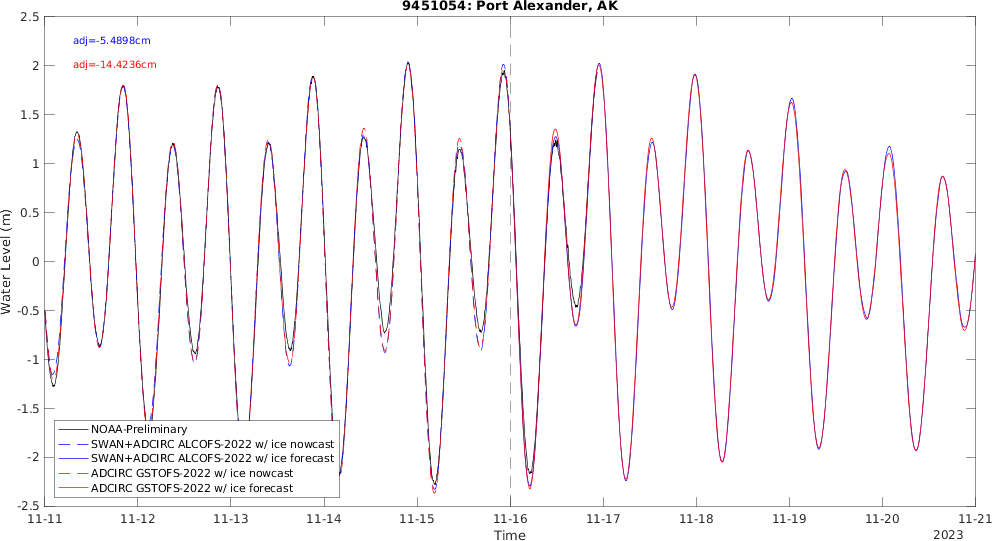 9451054: Port Alexander, AK
adj=-5.4898cm
adj=-14.4236cm
2.5
2
1.5
1
0.5
0
-0.5
-1
-1.5
-2
-2.5
Water Level (m)
NOAA-Preliminary
SWAN+ADCIRC ALCOFS-2022 w/ ice nowcast
SWAN+ADCIRC ALCOFS-2022 w/ ice forecast
ADCIRC GSTOFS-2022 w/ ice nowcast
ADCIRC GSTOFS-2022 w/ ice forecast
11-11 11-12 11-13 11-14 11-15 11-16 11-17 11-18 11-19 11-20 11-21
Time
2023